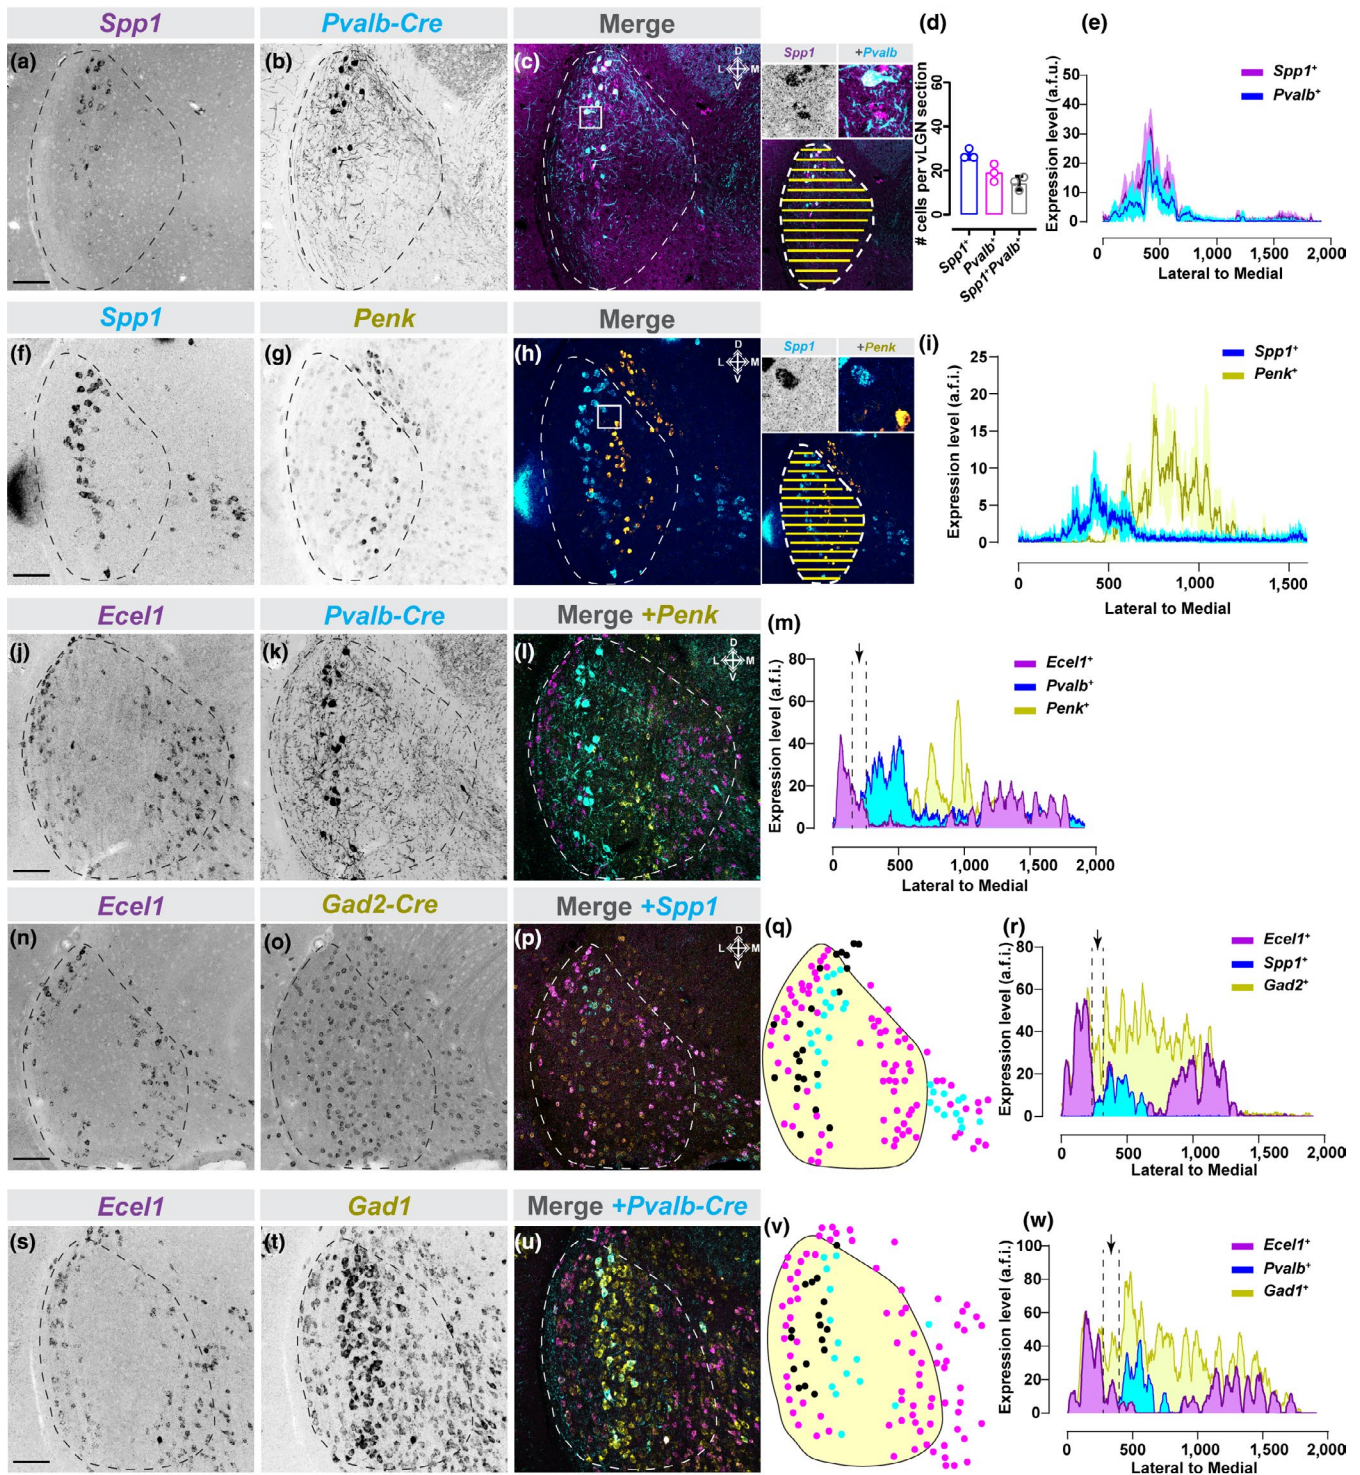 Spp1
Pvalb-Cre
Merge
(a)
(b)
(c)
D
L M
V
Spp1
+Pvalb
(d)
# cells per vLGN section
60
40
20
0
Spp1+
Pvalb+
Spp1+Pvalb+
(e)
Expression level (a.f.u.)
50
40
30
20
10
0
Spp1+
Pvalb+
0 500 1,000 1,500 2,000
Lateral to Medial
Spp1
Penk
Merge
(f)
(g)
(h)
D
L M
V
Spp1
+Penk
(i)
Expression level (a.f.i.)
25
20
15
10
5
0
Spp1+
Penk+
0 500 1,000 1,500
Lateral to Medial
Ecel1
Pvalb-Cre
Merge +Penk
(j)
(k)
(l)
D
L M
V
(m)
Expression level (a.f.i.)
80
60
40
20
0
Ecel1+
Pvalb+
Penk+
0 500 1,000 1,500 2,000
Lateral to Medial
Ecel1
Gad2-Cre
Merge +Spp1
(n)
(o)
(p)
D
L M
V
(q)
(r)
Expression level (a.f.i.)
80
60
40
20
0
Ecel1+
Spp1+
Gad2+
0 500 1,000 1,500 2,000
Lateral to Medial
Ecel1
Gad1
Merge +Pvalb-Cre
(s)
(t)
(u)
(v)
(w)
Expression level (a.f.i.)
100
80
60
40
20
0
Ecel1+
Pvalb+
Gad1+
0 500 1,000 1,500 2,000
Lateral to Medial